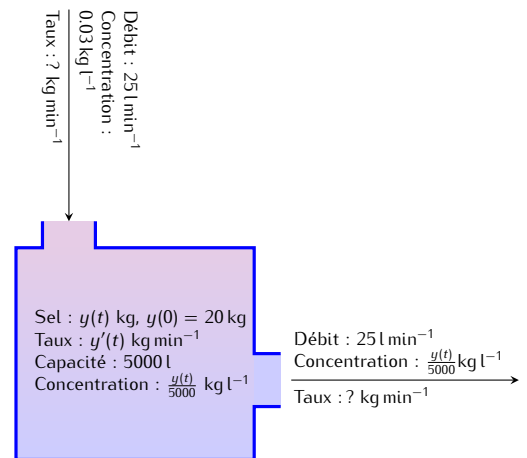 Débit : 25 l min⁻¹
Concentration :
0.03 kg l⁻¹
Taux : ? kg min⁻¹
Sel : y(t) kg, y(0) = 20 kg
Taux : y′(t) kg min⁻¹
Capacité : 5000 l
Concentration : y(t)/5000 kg l⁻¹
Débit : 25 l min⁻¹
Concentration : y(t)/5000 kg l⁻¹
Taux : ? kg min⁻¹